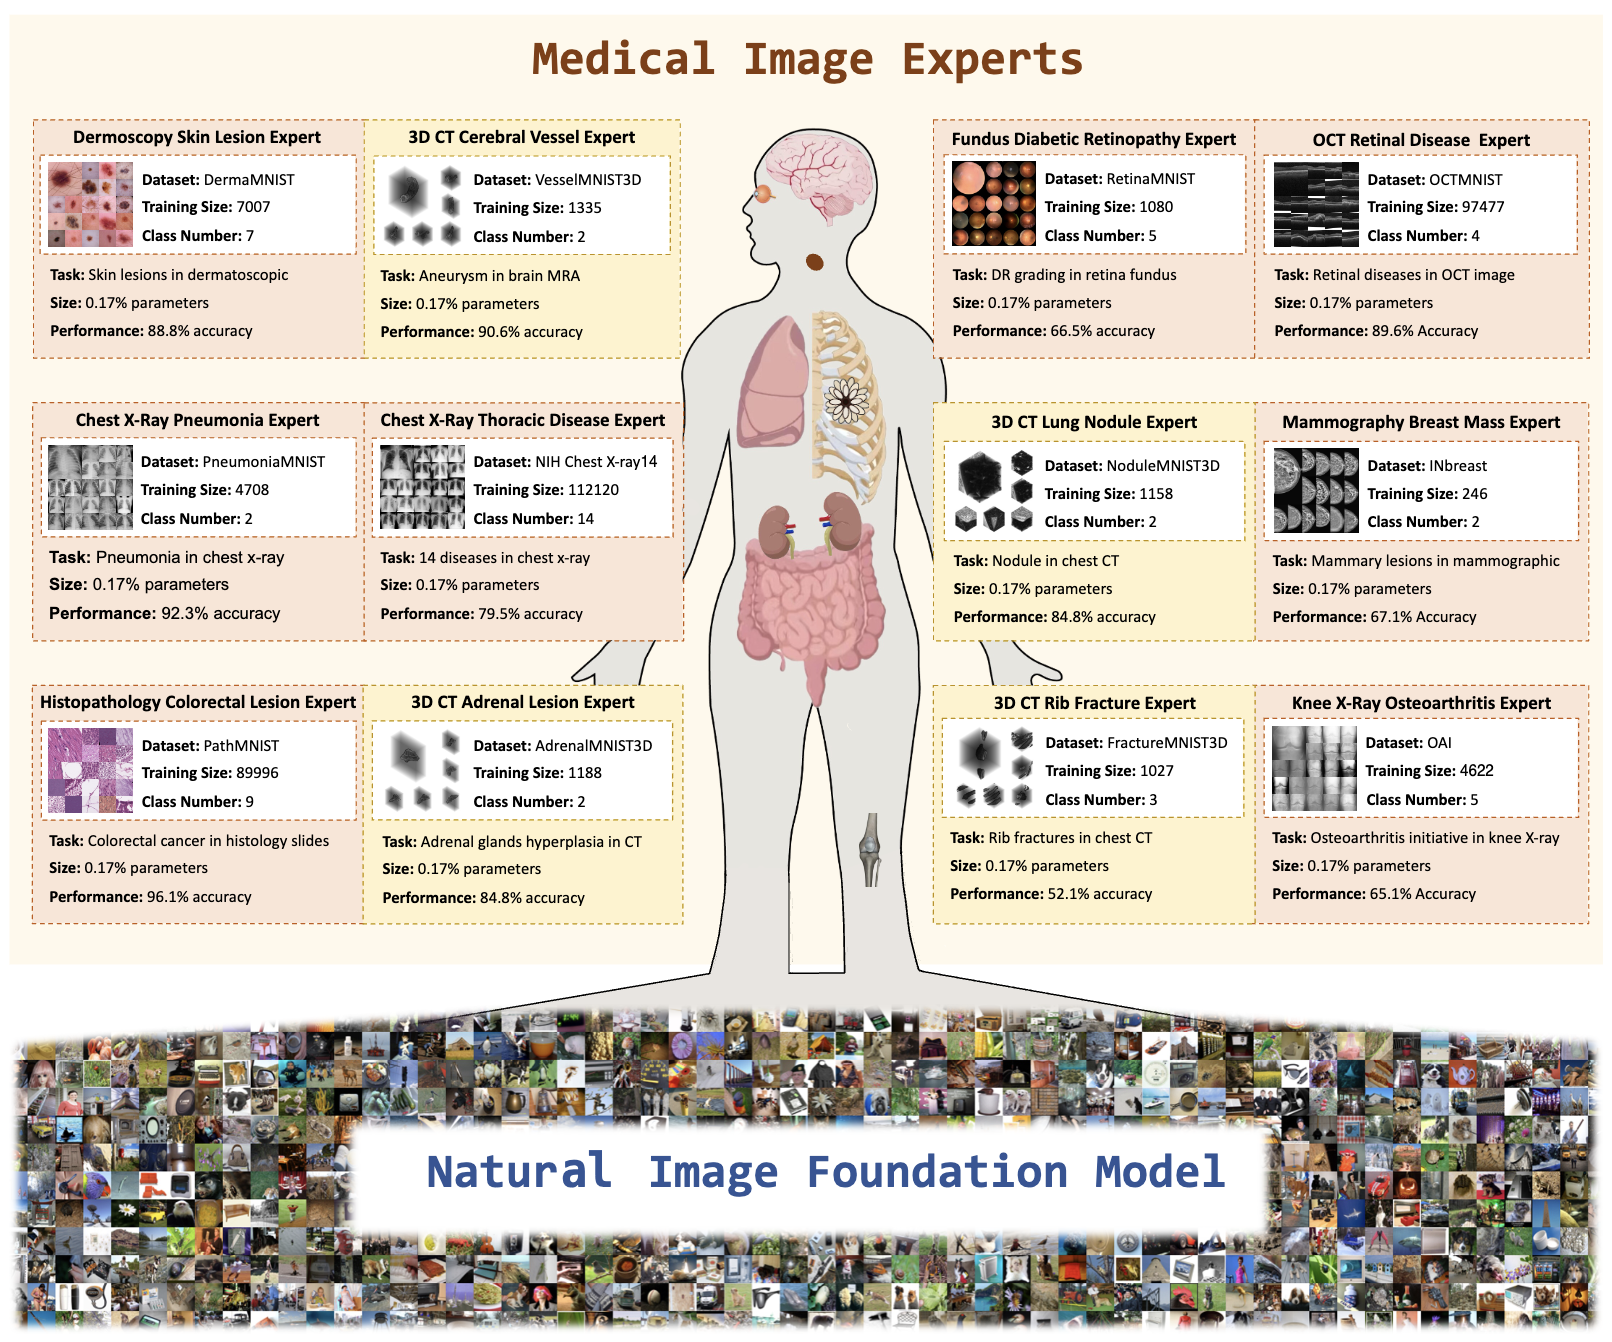 Medical Image Experts
Dermoscopy Skin Lesion Expert
Dataset: DermaMNIST
Training Size: 7007
Class Number: 7
Task: Skin lesions in dermatoscopic
Size: 0.17% parameters
Performance: 88.8% accuracy
3D CT Cerebral Vessel Expert
Dataset: VesselMNIST3D
Training Size: 1335
Class Number: 2
Task: Aneurysm in brain MRA
Size: 0.17% parameters
Performance: 90.6% accuracy
Fundus Diabetic Retinopathy Expert
Dataset: RetinaMNIST
Training Size: 1080
Class Number: 5
Task: DR grading in retina fundus
Size: 0.17% parameters
Performance: 66.5% accuracy
OCT Retinal Disease Expert
Dataset: OCTMNIST
Training Size: 97477
Class Number: 4
Task: Retinal diseases in OCT image
Size: 0.17% parameters
Performance: 89.6% Accuracy
Chest X-Ray Pneumonia Expert
Dataset: PneumoniaMNIST
Training Size: 4708
Class Number: 2
Task: Pneumonia in chest x-ray
Size: 0.17% parameters
Performance: 92.3% accuracy
Chest X-Ray Thoracic Disease Expert
Dataset: NIH Chest X-ray14
Training Size: 112120
Class Number: 14
Task: 14 diseases in chest x-ray
Size: 0.17% parameters
Performance: 79.5% accuracy
3D CT Lung Nodule Expert
Dataset: NoduleMNIST3D
Training Size: 1158
Class Number: 2
Task: Nodule in chest CT
Size: 0.17% parameters
Performance: 84.8% accuracy
Mammography Breast Mass Expert
Dataset: INbreast
Training Size: 246
Class Number: 2
Task: Mammary lesions in mammographic
Size: 0.17% parameters
Performance: 67.1% Accuracy
Histopathology Colorectal Lesion Expert
Dataset: PathMNIST
Training Size: 89996
Class Number: 9
Task: Colorectal cancer in histology slides
Size: 0.17% parameters
Performance: 96.1% accuracy
3D CT Adrenal Lesion Expert
Dataset: AdrenalMNIST3D
Training Size: 1188
Class Number: 2
Task: Adrenal glands hyperplasia in CT
Size: 0.17% parameters
Performance: 84.8% accuracy
3D CT Rib Fracture Expert
Dataset: FractureMNIST3D
Training Size: 1027
Class Number: 3
Task: Rib fractures in chest CT
Size: 0.17% parameters
Performance: 52.1% accuracy
Knee X-Ray Osteoarthritis Expert
Dataset: OAI
Training Size: 4622
Class Number: 5
Task: Osteoarthritis initiative in knee X-ray
Size: 0.17% parameters
Performance: 65.1% Accuracy
Natural Image Foundation Model